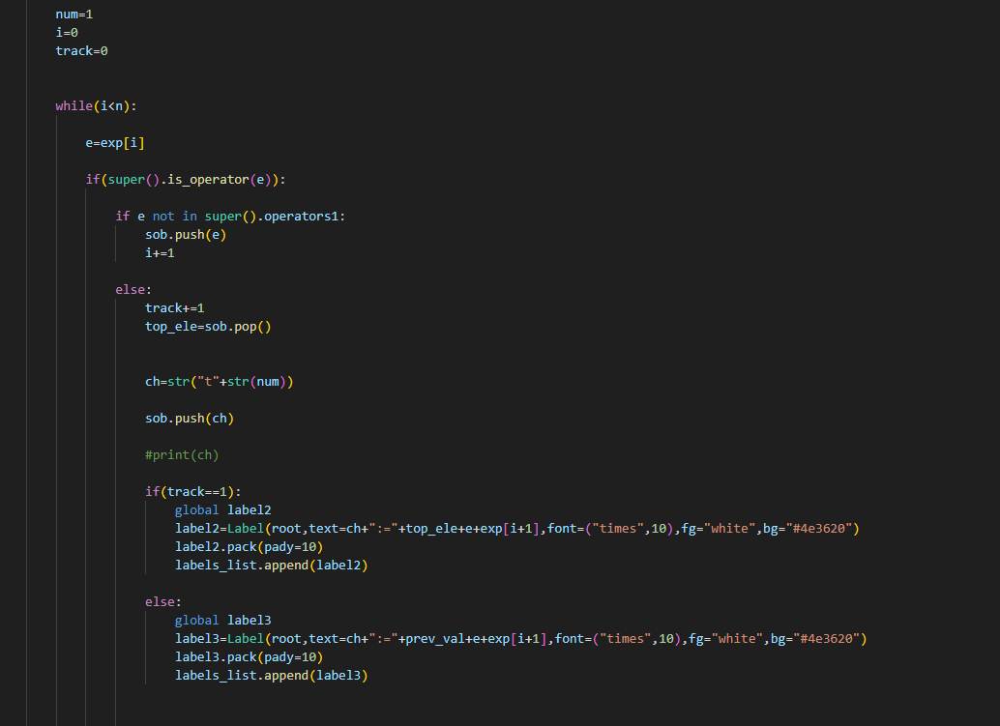 num=1
i=0
track=0
while(i<n):
e=exp[i]
if(super().is_operator(e)):
if e not in super().operators1:
sob.push(e)
i+=1
else:
track+=1
top_ele=sob.pop()
ch=str("t"+str(num))
sob.push(ch)
#print(ch)
if(track==1):
global label2
label2=Label(root,text=ch+":="+top_ele+e+exp[i+1],font=("times",10),fg="white",bg="#4e3620")
label2.pack(pady=10)
labels_list.append(label2)
else:
global label3
label3=Label(root,text=ch+":="+prev_val+e+exp[i+1],font=("times",10),fg="white",bg="#4e3620")
label3.pack(pady=10)
labels_list.append(label3)